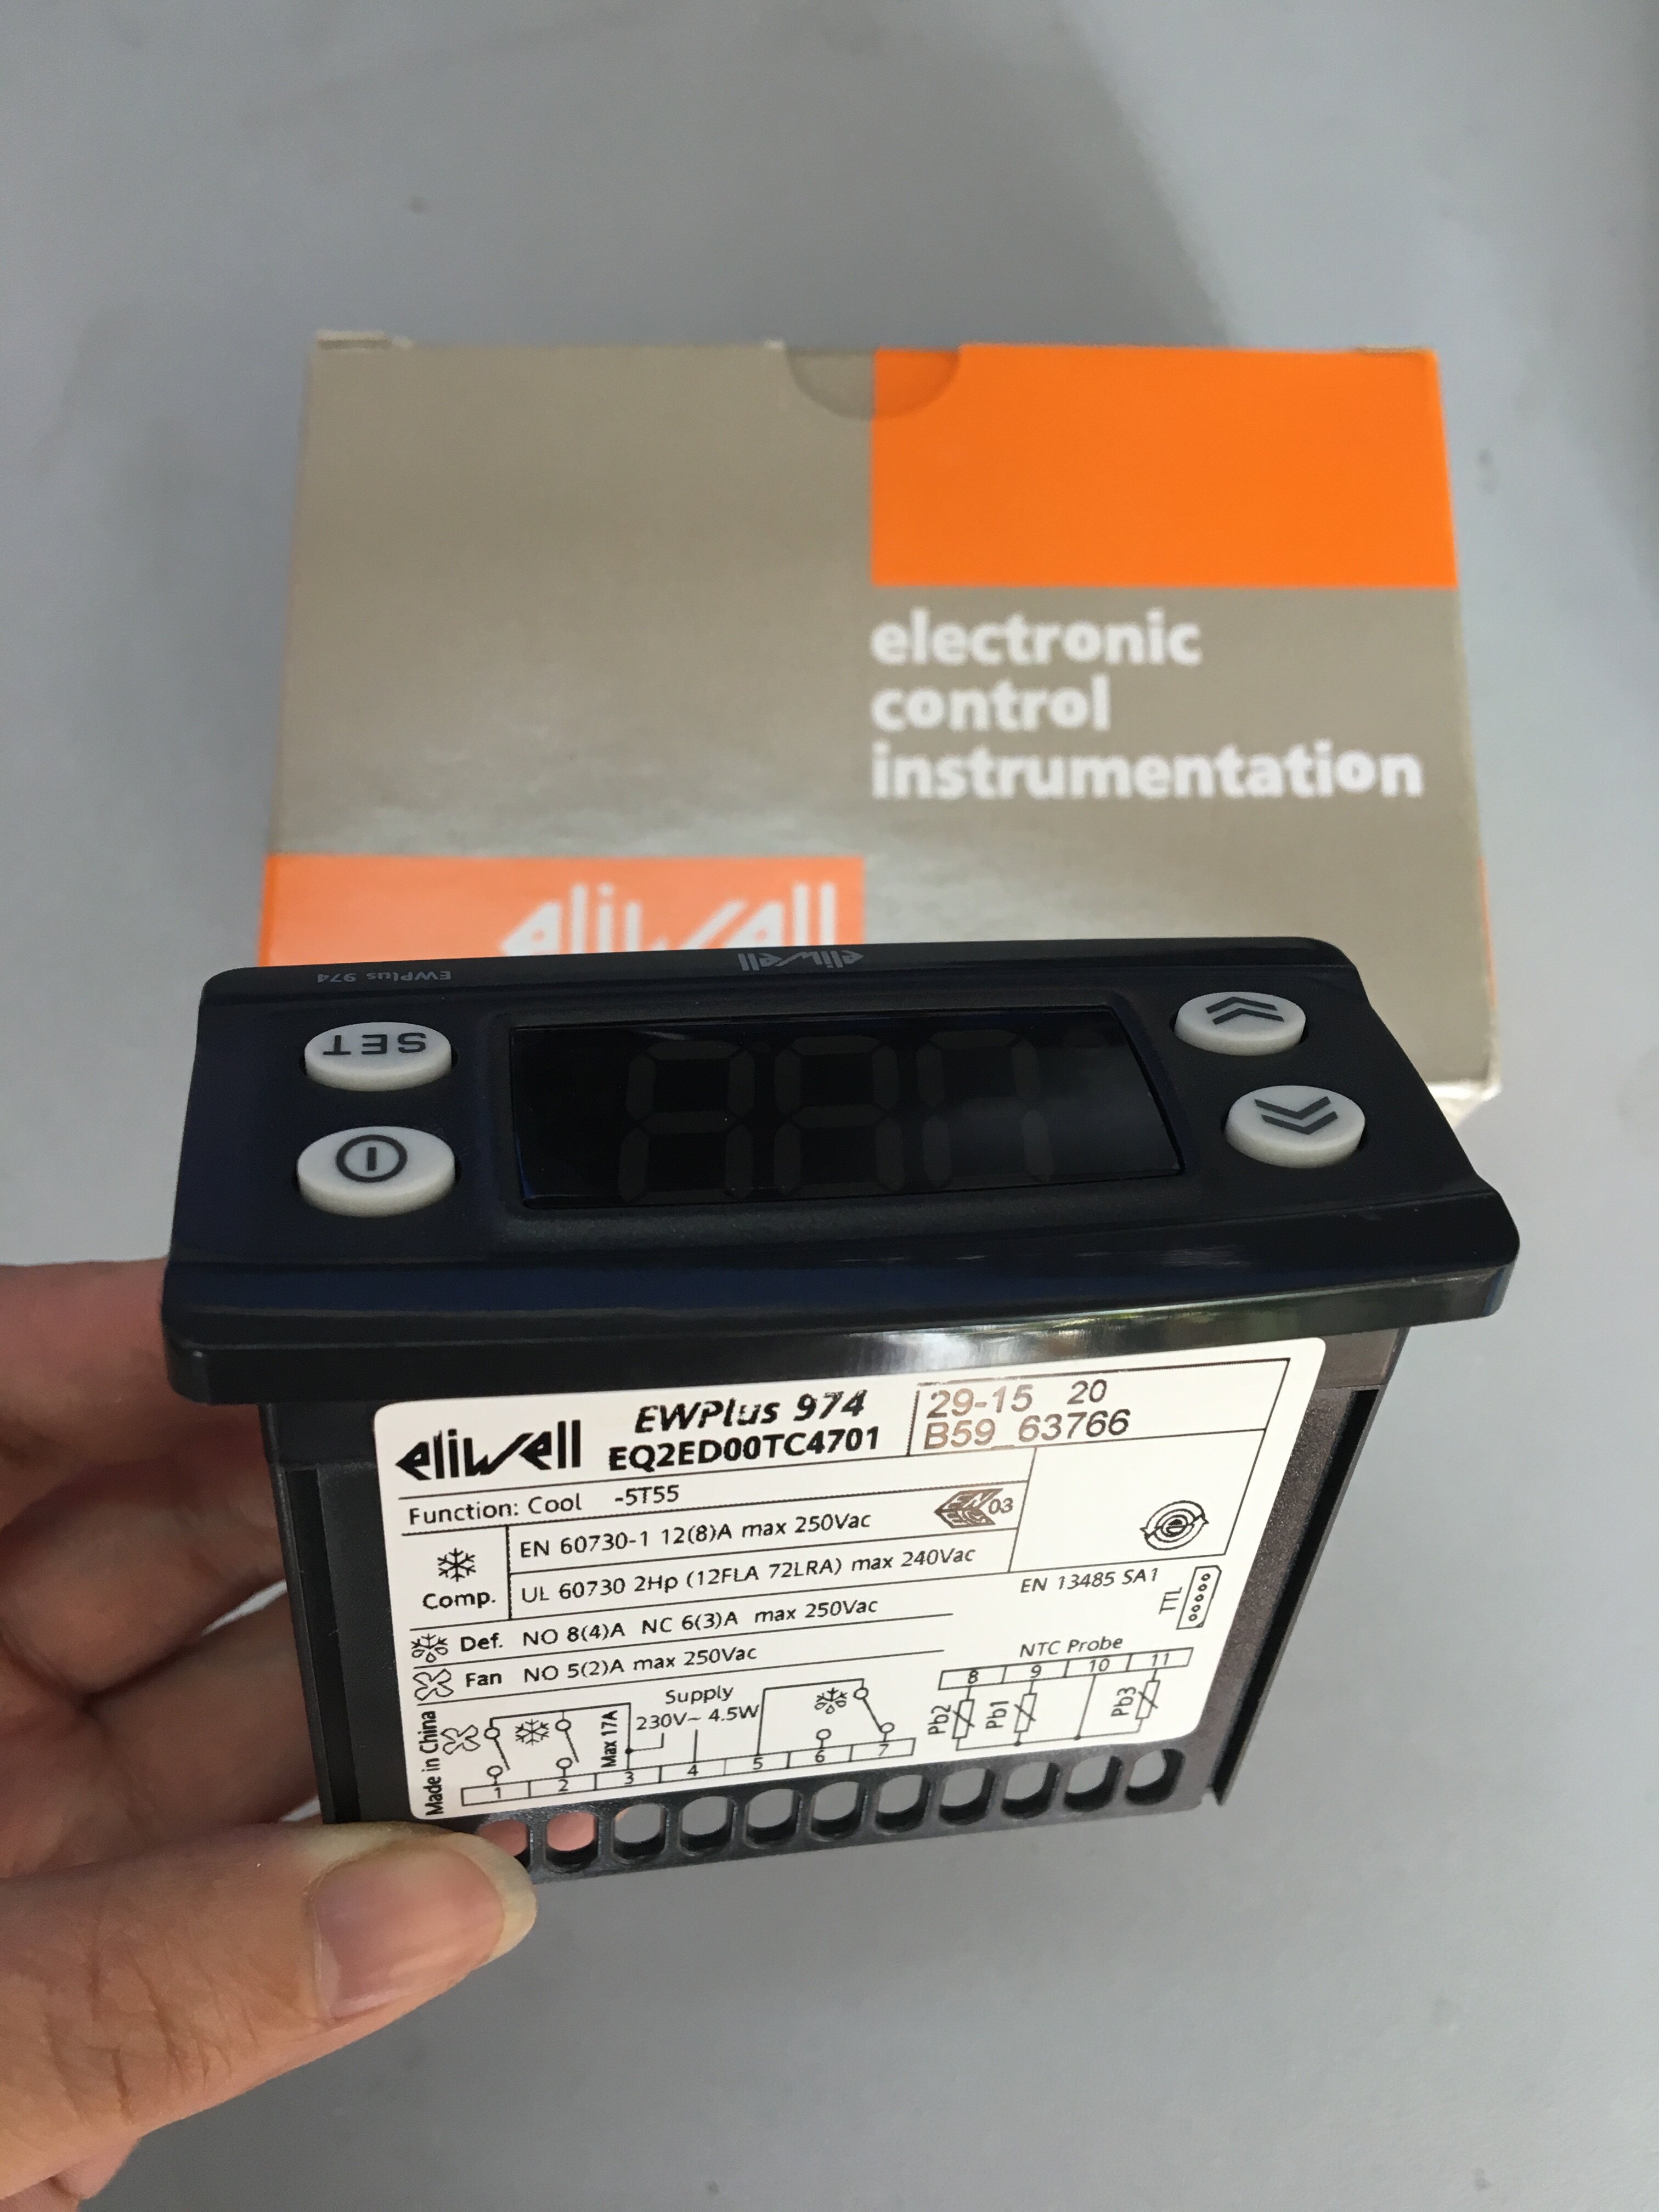 electronic
control
instrumentation
eliwell
EWPlus 974
eliwell
SET
eliwell
EWPlus 974
EQ2ED00TC4701
29-15 20
B59_63766
Function: Cool -5T55
Comp.
EN 60730-1 12(8)A max 250Vac
03
UL 60730 2Hp (12FLA 72LRA) max 240Vac
EN 13485 SA1
TTL
Def. NO 8(4)A NC 6(3)A max 250Vac
Fan NO 5(2)A max 250Vac
Made in China
Max 17A
Supply
230V~ 4.5W
1 2 3 4 5 6 7
NTC Probe
8 9 10 11
Pb2 Pb1 Pb3